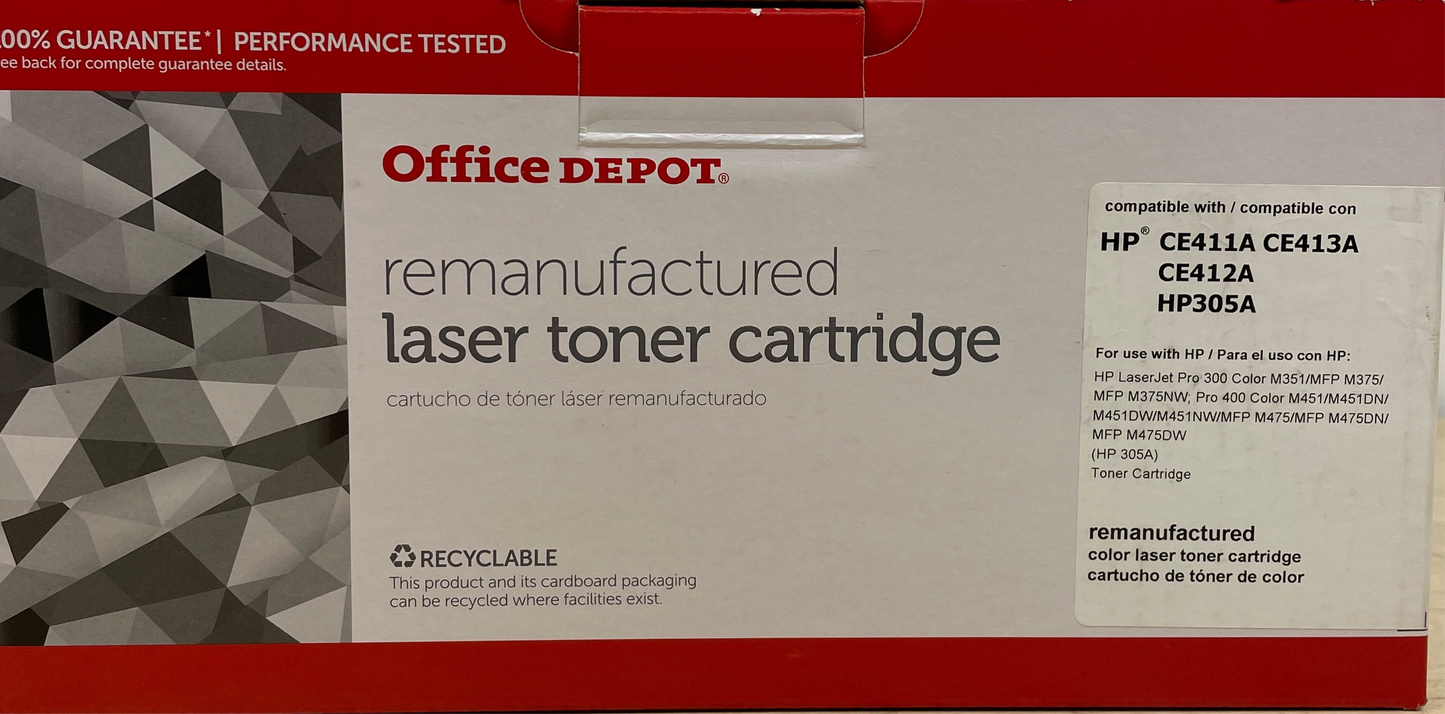 00% GUARANTEE* | PERFORMANCE TESTED
ee back for complete guarantee details.
Office DEPOT®
remanufactured
laser toner cartridge
cartucho de tóner láser remanufacturado
RECYCLABLE
This product and its cardboard packaging
can be recycled where facilities exist.
compatible with / compatible con
HP® CE411A CE413A
CE412A
HP305A
For use with HP / Para el uso con HP:
HP LaserJet Pro 300 Color M351/MFP M375/
MFP M375NW; Pro 400 Color M451/M451DN/
M451DW/M451NW/MFP M475/MFP M475DN/
MFP M475DW
(HP 305A)
Toner Cartridge
remanufactured
color laser toner cartridge
cartucho de tóner de color